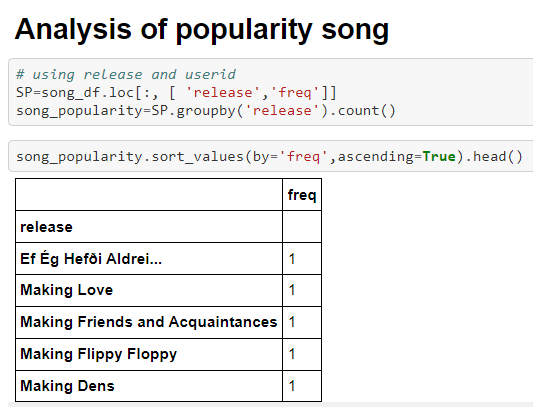 Analysis of popularity song
# using release and userid
SP=song_df.loc[:, [ 'release','freq']]
song_popularity=SP.groupby('release').count()
song_popularity.sort_values(by='freq',ascending=True).head()
freq
release
Ef Ég Hefði Aldrei... 1
Making Love 1
Making Friends and Acquaintances 1
Making Flippy Floppy 1
Making Dens 1